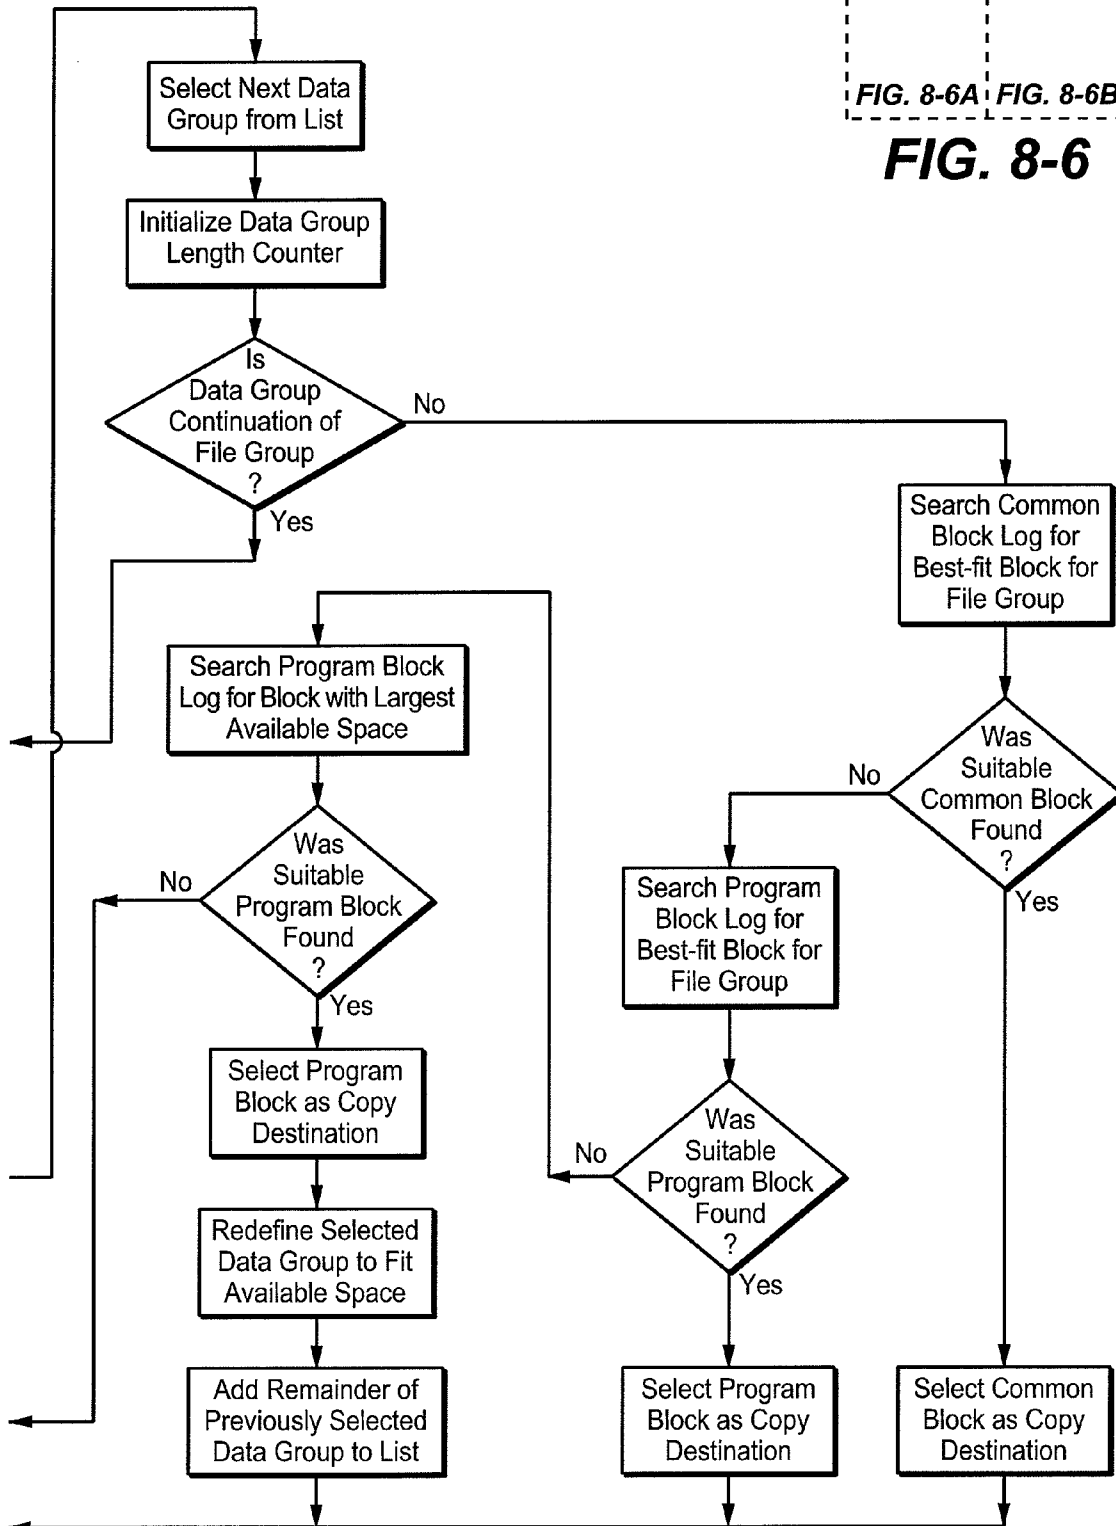 FIG. 8-6A
FIG. 8-6B
FIG. 8-6
Select Next Data
Group from List
Initialize Data Group
Length Counter
Is
Data Group
Continuation of
File Group
?
No
Yes
Search Common
Block Log for
Best-fit Block for
File Group
Search Program Block
Log for Block with Largest
Available Space
Was
Suitable
Common Block
Found
?
No
Yes
Was
Suitable
Program Block
Found
?
No
Yes
Search Program
Block Log for
Best-fit Block for
File Group
Select Program
Block as Copy
Destination
Was
Suitable
Program Block
Found
?
No
Yes
Redefine Selected
Data Group to Fit
Available Space
Add Remainder of
Previously Selected
Data Group to List
Select Program
Block as Copy
Destination
Select Common
Block as Copy
Destination